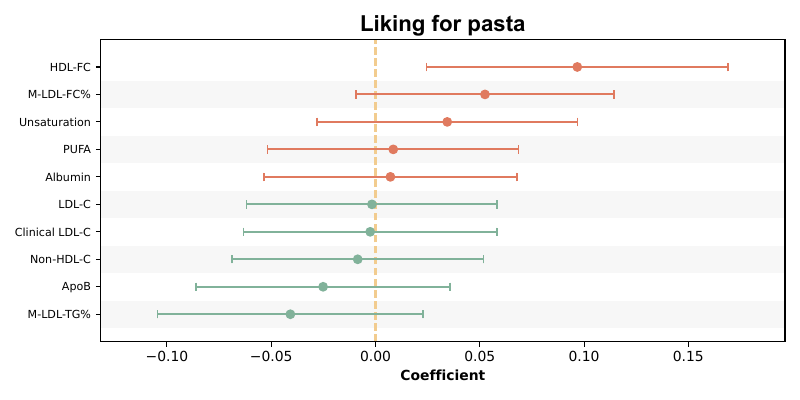 Liking for pasta
HDL-FC
M-LDL-FC%
Unsaturation
PUFA
Albumin
LDL-C
Clinical LDL-C
Non-HDL-C
ApoB
M-LDL-TG%
−0.10 −0.05 0.00 0.05 0.10 0.15
Coefficient